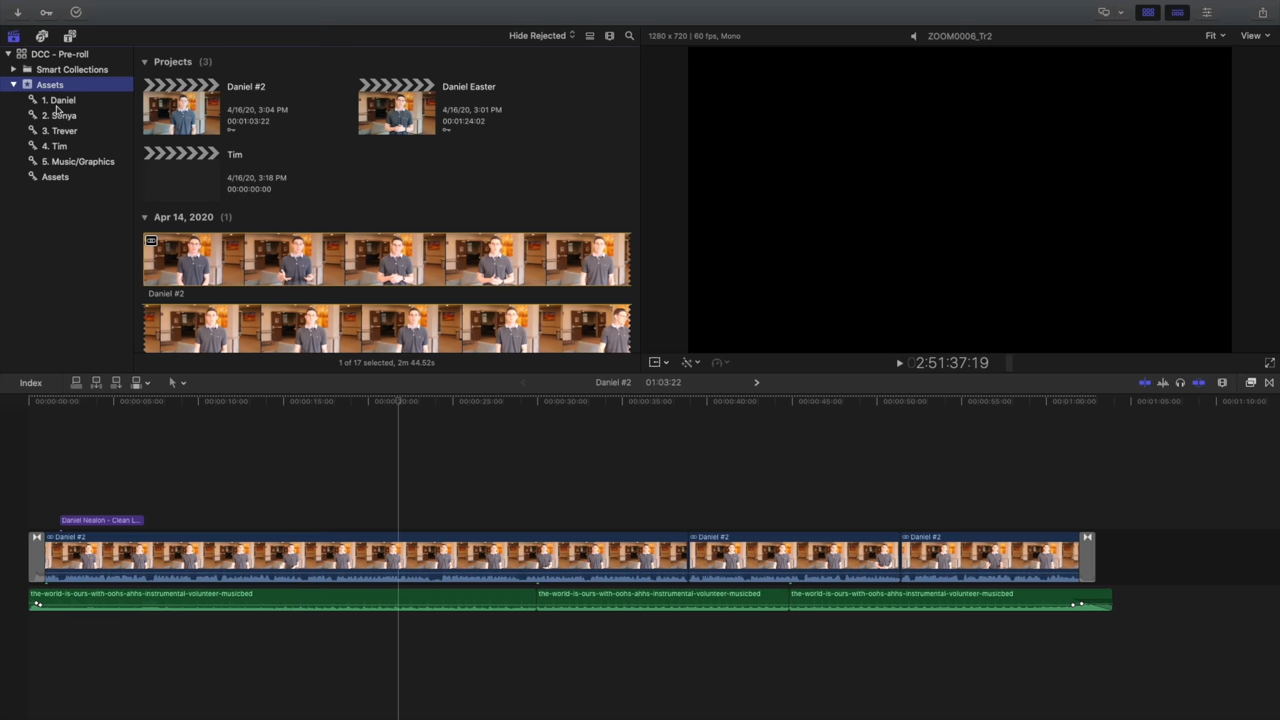 Hide Rejected
1280 x 720 | 60 fps, Mono
ZOOM0006_Tr2
Fit
View
DCC - Pre-roll
Smart Collections
Assets
1. Daniel
2. Sonya
3. Trever
4. Tim
5. Music/Graphics
Assets
Projects (3)
Daniel #2
4/16/20, 3:04 PM
00:01:03:22
Daniel Easter
4/16/20, 3:01 PM
00:01:24:02
Tim
4/16/20, 3:18 PM
00:00:00:00
Apr 14, 2020 (1)
Daniel #2
1 of 17 selected, 2m 44.52s
2:51:37:19
Index
Daniel #2
01:03:22
00:00:00:00
00:00:05:00
00:00:10:00
00:00:15:00
00:00:20:00
00:00:25:00
00:00:30:00
00:00:35:00
00:00:40:00
00:00:45:00
00:00:50:00
00:00:55:00
00:01:00:00
00:01:05:00
00:01:10:00
Daniel Nealon - Clean L...
Daniel #2
Daniel #2
Daniel #2
the-world-is-ours-with-oohs-ahhs-instrumental-volunteer-musicbed
the-world-is-ours-with-oohs-ahhs-instrumental-volunteer-musicbed
the-world-is-ours-with-oohs-ahhs-instrumental-volunteer-musicbed